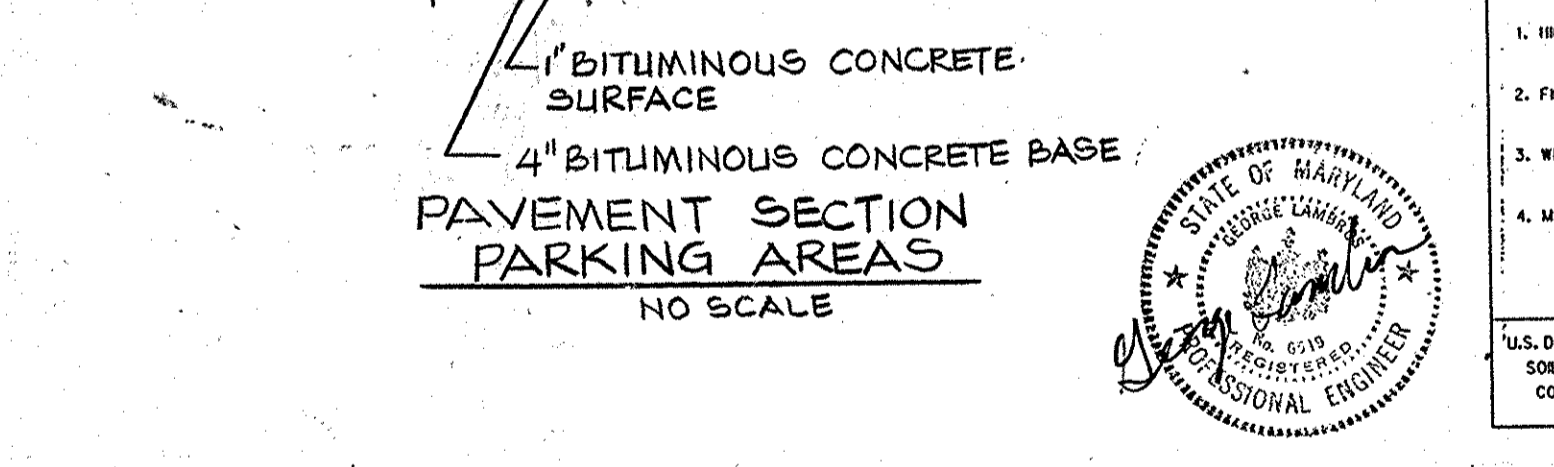 1" BITUMINOUS CONCRETE
SURFACE
4" BITUMINOUS CONCRETE BASE
PAVEMENT SECTION
PARKING AREAS
NO SCALE
STATE OF MARYLAND
GEORGE LAMBROS
No. 6519
REGISTERED
PROFESSIONAL ENGINEER
1.
2.
3.
4.
U.S.